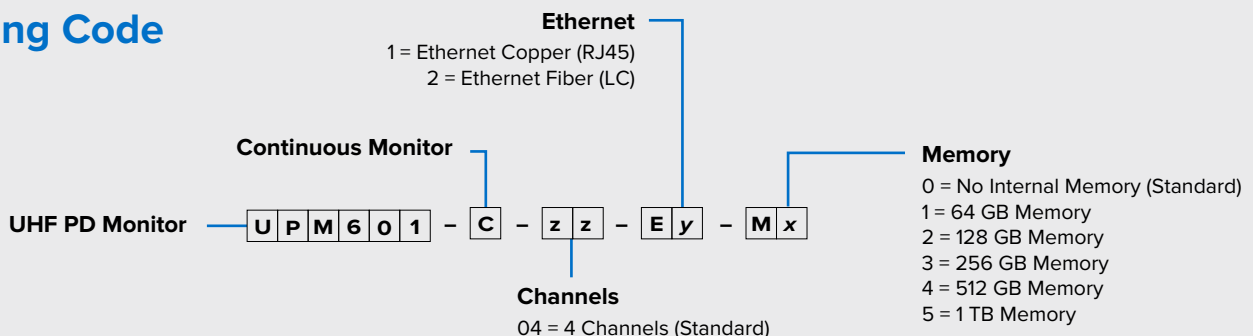 ng Code
Ethernet
1 = Ethernet Copper (RJ45)
2 = Ethernet Fiber (LC)
Continuous Monitor
Memory
0 = No Internal Memory (Standard)
1 = 64 GB Memory
2 = 128 GB Memory
3 = 256 GB Memory
4 = 512 GB Memory
5 = 1 TB Memory
UHF PD Monitor
U P M 6 0 1 – C – z z – E y – M x
Channels
04 = 4 Channels (Standard)